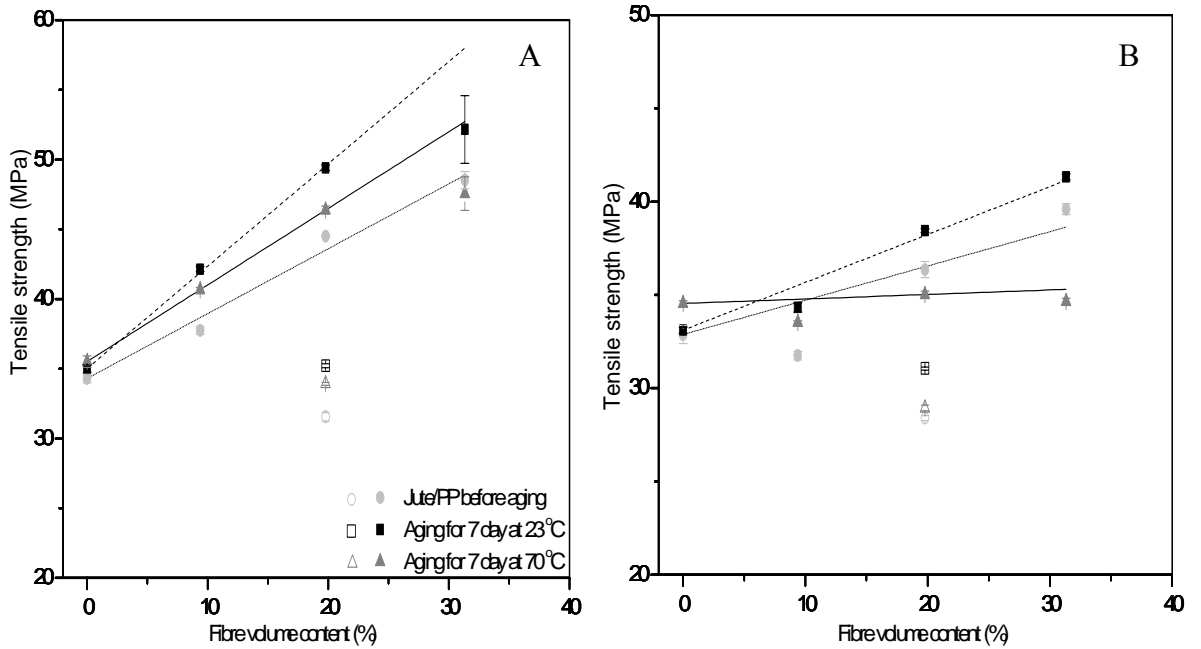 A
60
50
40
30
20
Tensile strength (MPa)
Jute/PP before aging
Aging for 7 day at 23°C
Aging for 7 day at 70°C
0 10 20 30 40
Fibre volume content (%)
B
50
40
30
20
Tensile strength (MPa)
0 10 20 30 40
Fibre volume content (%)